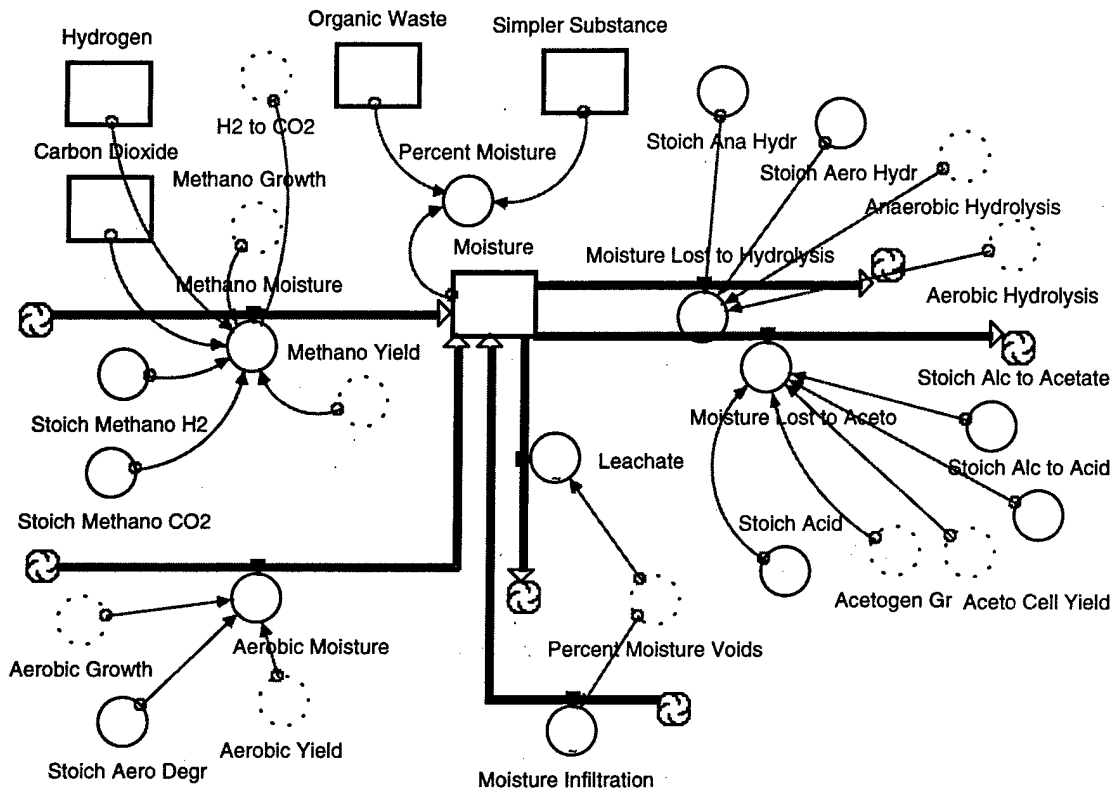 Organic Waste
Simpler Substance
Hydrogen
H2 to CO2
Stoich Ana Hydr
Carbon Dioxide
Percent Moisture
Stoich Aero Hydr
Methano Growth
Anaerobic Hydrolysis
Moisture
Moisture Lost to Hydrolysis
Methano Moisture
Aerobic Hydrolysis
Methano Yield
Stoich Alc to Acetate
Stoich Methano H2
Moisture Lost to Aceto
Leachate
Stoich Alc to Acid
Stoich Methano CO2
Stoich Acid
Acetogen Gr
Aceto Cell Yield
Aerobic Moisture
Percent Moisture Voids
Aerobic Growth
Aerobic Yield
Stoich Aero Degr
Moisture Infiltration
~
~